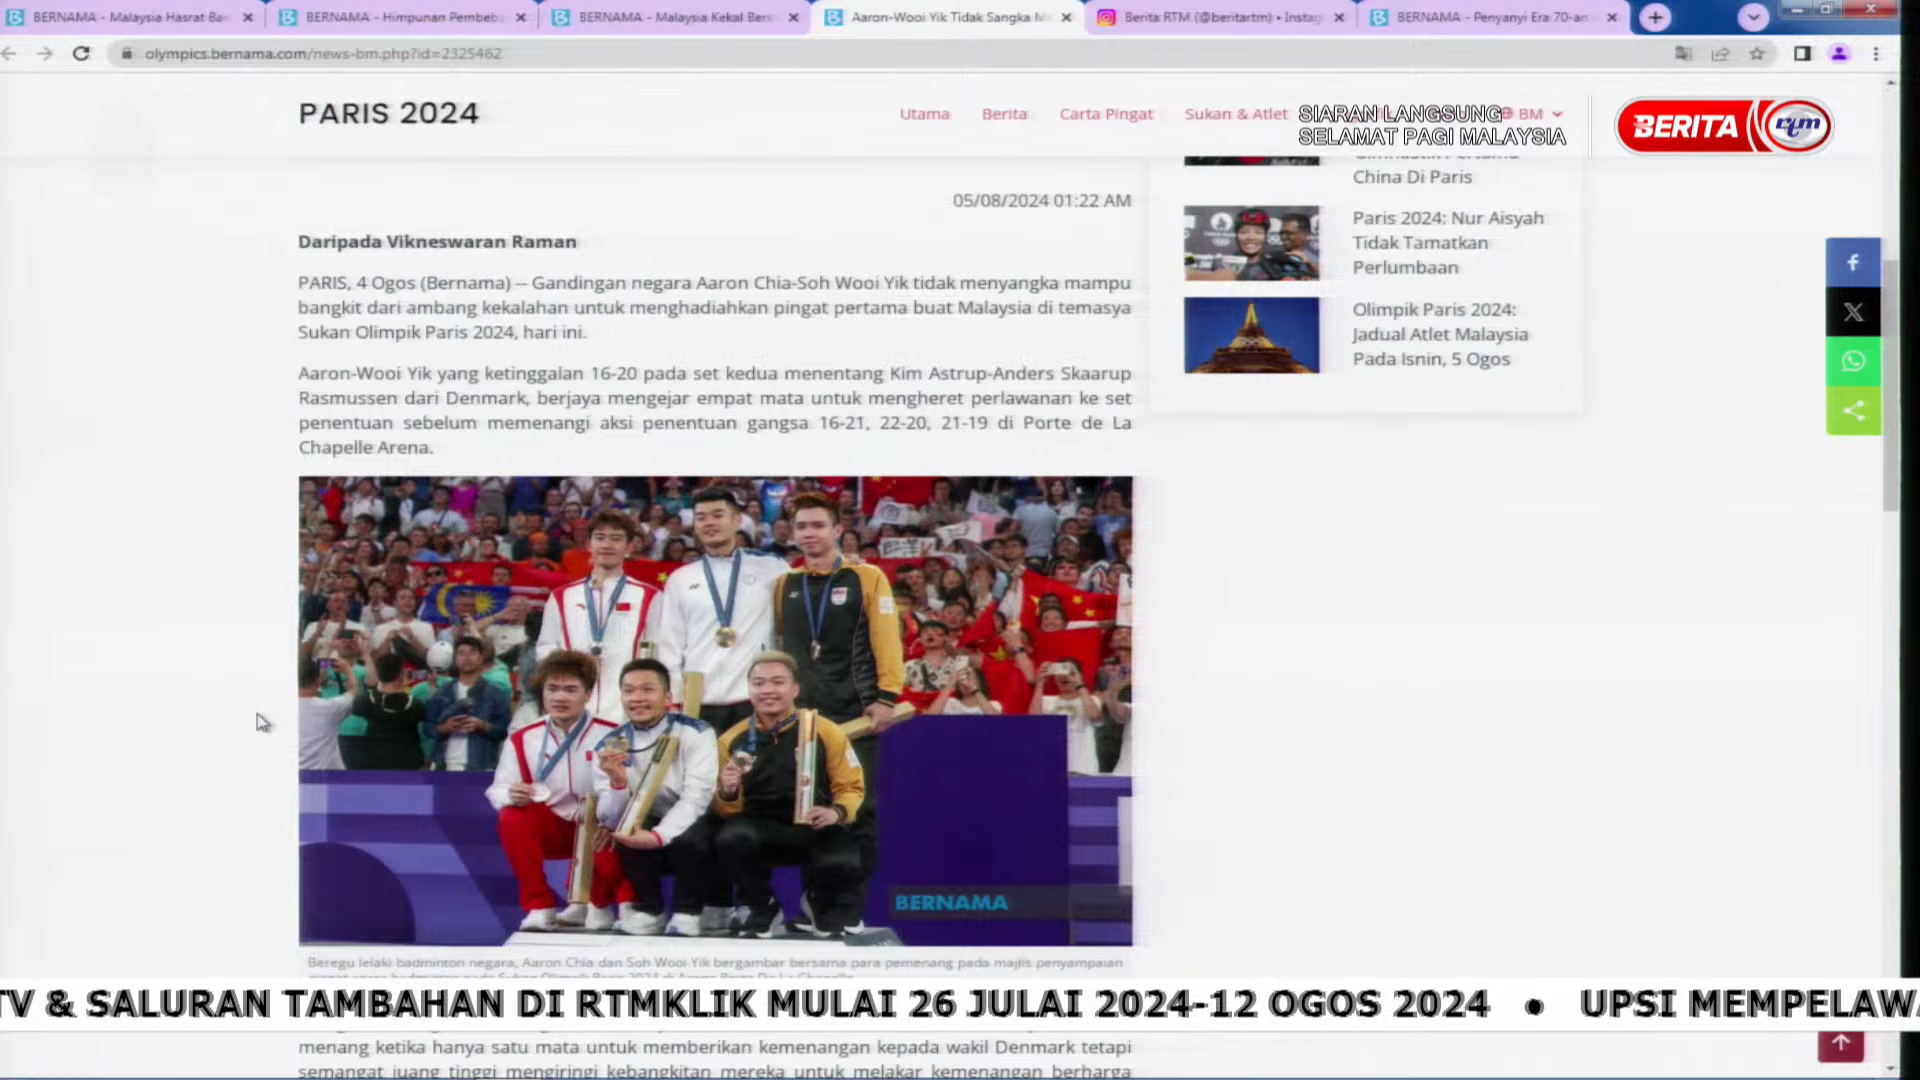 BERNAMA - Malaysia Hasrat Ba
BERNAMA - Himpunan Pembeb
BERNAMA - Malaysia Kekal Bers
Aaron-Wooi Yik Tidak Sangka M
Berita RTM (@beritartm) • Instag
BERNAMA - Penyanyi Era 70-an
olympics.bernama.com/news-bm.php?id=2325462
PARIS 2024
Utama
Berita
Carta Pingat
Sukan & Atlet
BM
SIARAN LANGSUNG
SELAMAT PAGI MALAYSIA
BERITA rtm
05/08/2024 01:22 AM
Daripada Vikneswaran Raman
PARIS, 4 Ogos (Bernama) -- Gandingan negara Aaron Chia-Soh Wooi Yik tidak menyangka mampu
bangkit dari ambang kekalahan untuk menghadiahkan pingat pertama buat Malaysia di temasya
Sukan Olimpik Paris 2024, hari ini.
Aaron-Wooi Yik yang ketinggalan 16-20 pada set kedua menentang Kim Astrup-Anders Skaarup
Rasmussen dari Denmark, berjaya mengejar empat mata untuk mengheret perlawanan ke set
penentuan sebelum memenangi aksi penentuan gangsa 16-21, 22-20, 21-19 di Porte de La
Chapelle Arena.
China Di Paris
Paris 2024: Nur Aisyah
Tidak Tamatkan
Perlumbaan
Olimpik Paris 2024:
Jadual Atlet Malaysia
Pada Isnin, 5 Ogos
BERNAMA
Beregu lelaki badminton negara, Aaron Chia dan Soh Wooi Yik bergambar bersama para pemenang pada majlis penyampaian
TV & SALURAN TAMBAHAN DI RTMKLIK MULAI 26 JULAI 2024-12 OGOS 2024 • UPSI MEMPELAWA
menang ketika hanya satu mata untuk memberikan kemenangan kepada wakil Denmark tetapi
semangat juang tinggi mengiringi kebangkitan mereka untuk melakar kemenangan berharga